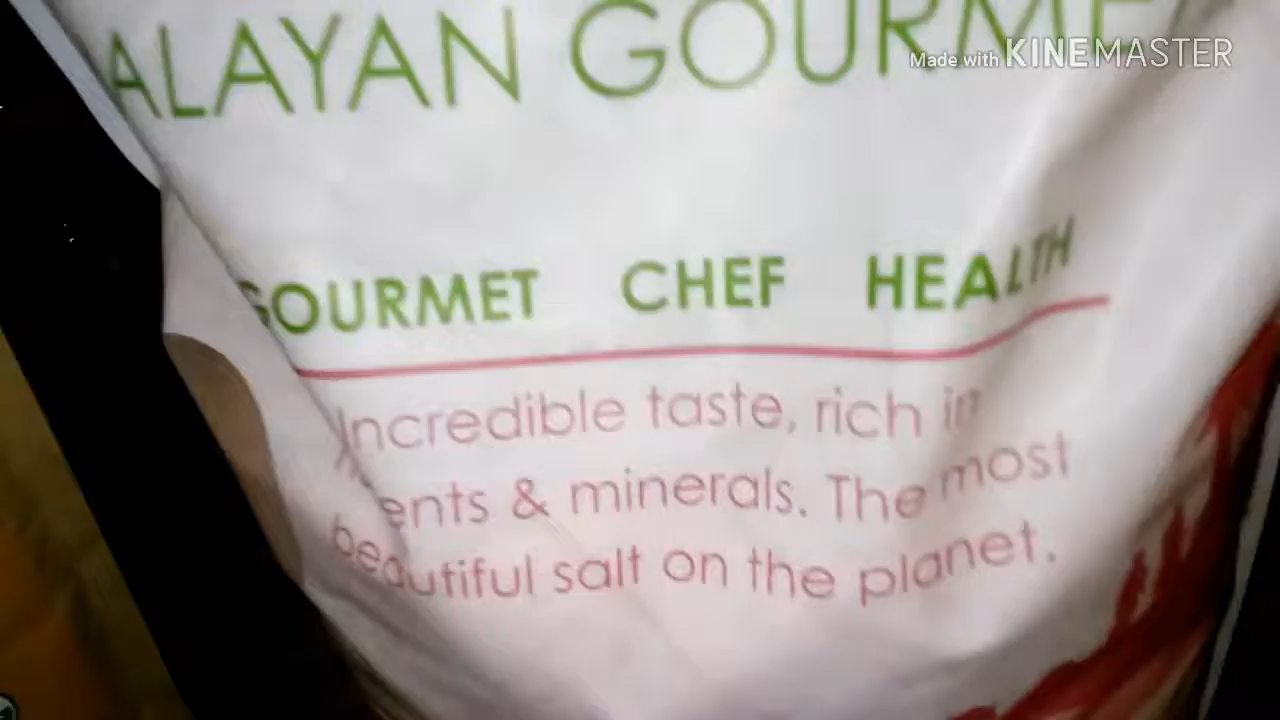 ALAYAN GOURME
Made with KINEMASTER
GOURMET CHEF HEALTH
Incredible taste, rich in
ents & minerals. The most
beautiful salt on the planet.